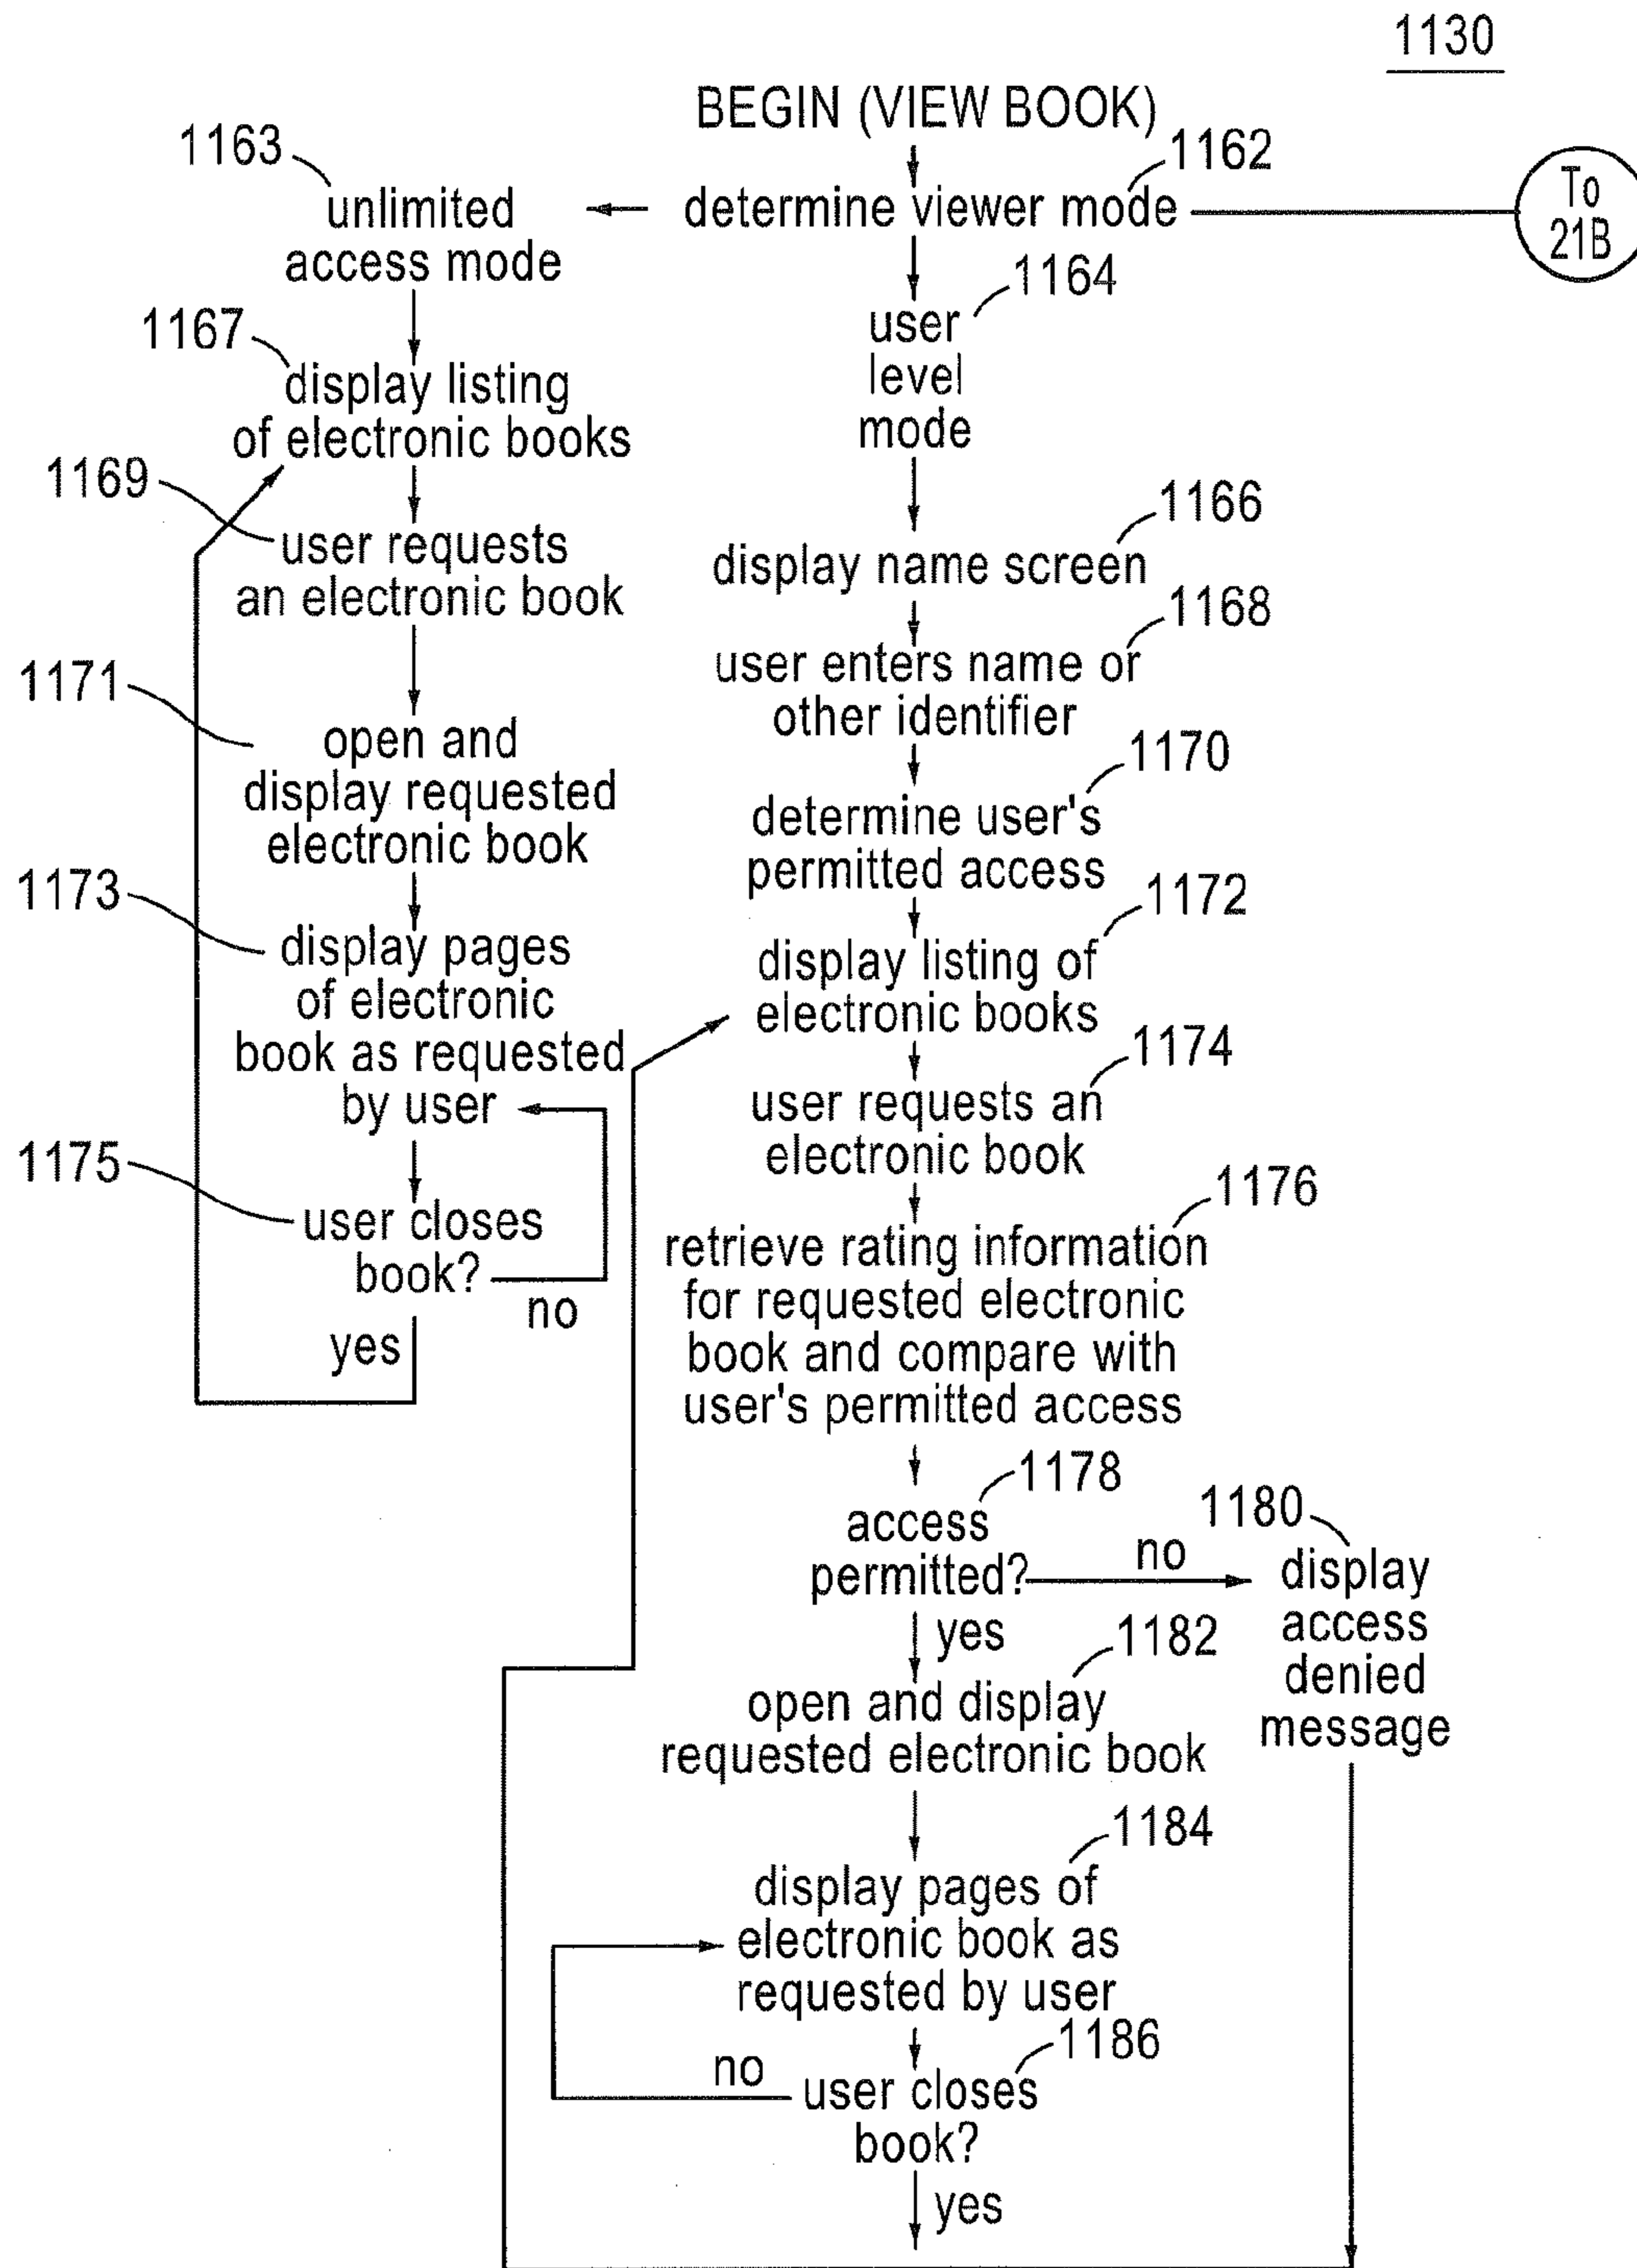 1130
BEGIN (VIEW BOOK)
1162
determine viewer mode
To
21B
1163
unlimited
access mode
1167
display listing
of electronic books
1169
user requests
an electronic book
1171
open and
display requested
electronic book
1173
display pages
of electronic
book as requested
by user
1175
user closes
book?
no
yes
1164
user
level
mode
1166
display name screen
1168
user enters name or
other identifier
1170
determine user's
permitted access
1172
display listing of
electronic books
1174
user requests an
electronic book
1176
retrieve rating information
for requested electronic
book and compare with
user's permitted access
1178
access
permitted?
no
1180
display
access
denied
message
yes
1182
open and display
requested electronic book
1184
display pages of
electronic book as
requested by user
1186
no
user closes
book?
yes